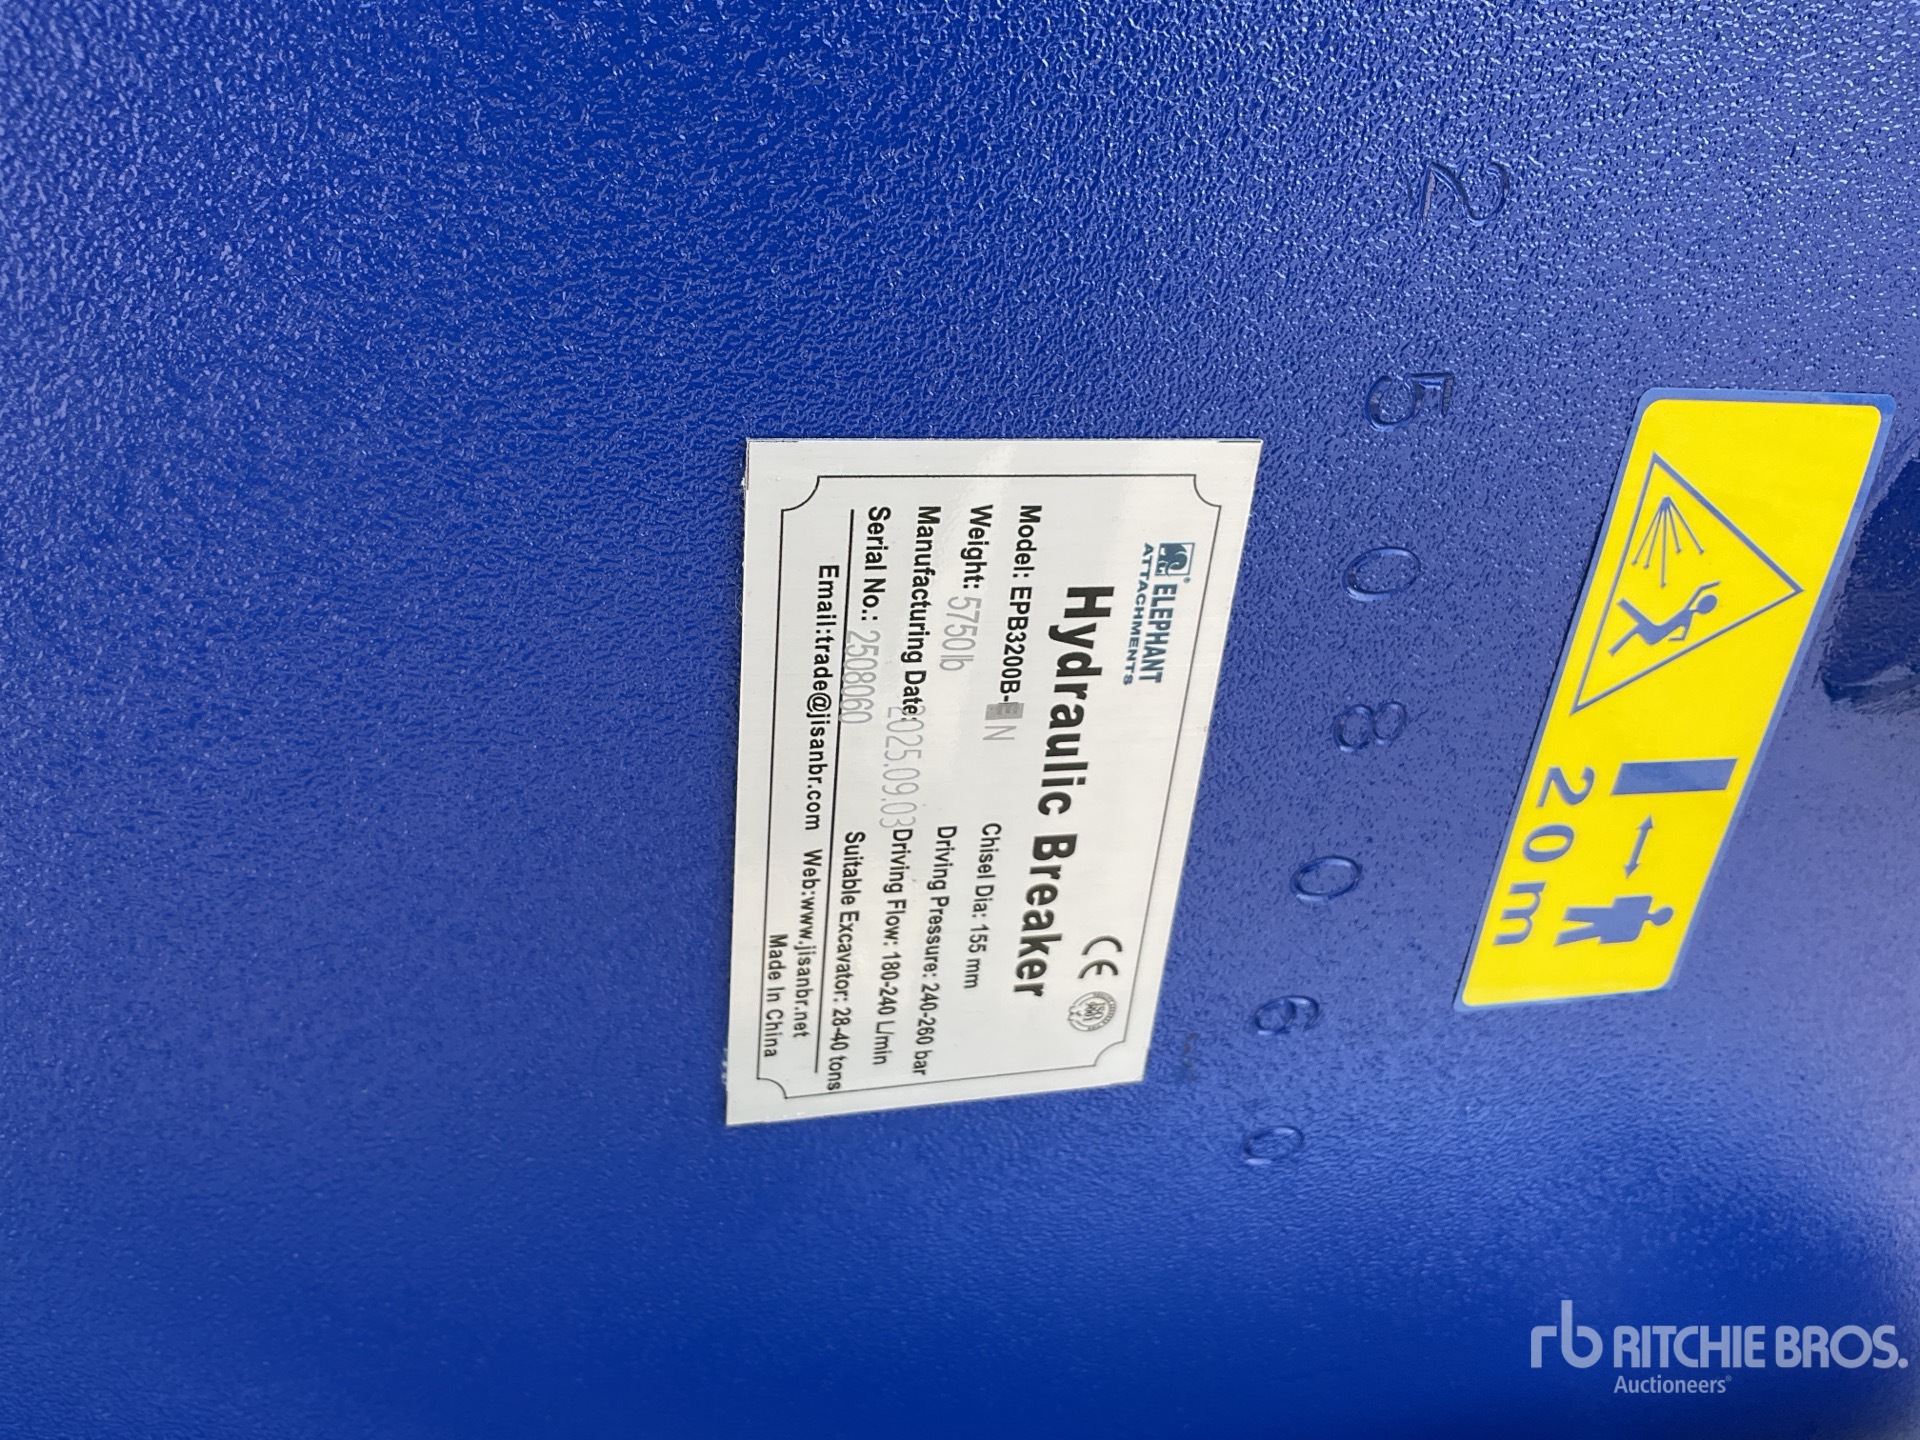 2508060
20m
ELEPHANT
ATTACHMENTS
CE
Hydraulic Breaker
Model: EPB3200B- N
Chisel Dia: 155 mm
Weight: 5750lb
Driving Pressure: 240-260 bar
Manufacturing Date: 2025.09.03
Driving Flow: 180-240 L/min
Serial No.: 2508060
Suitable Excavator: 28-40 tons
Email:trade@jisanbr.com Web:www.jisanbr.net
Made In China
rb RITCHIE BROS.
Auctioneers®